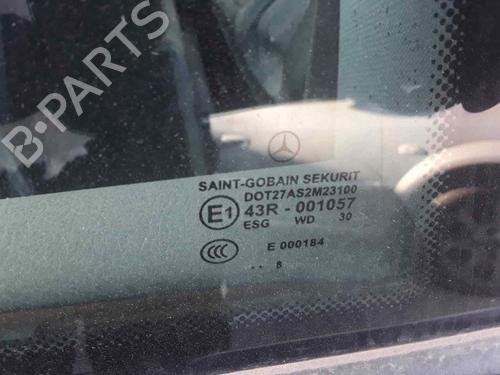 B-PARTS
SAINT-GOBAIN SEKURIT
DOT27AS2M23100
E1 43R - 001057
ESG WD 30
CCC E 000184
.. 8